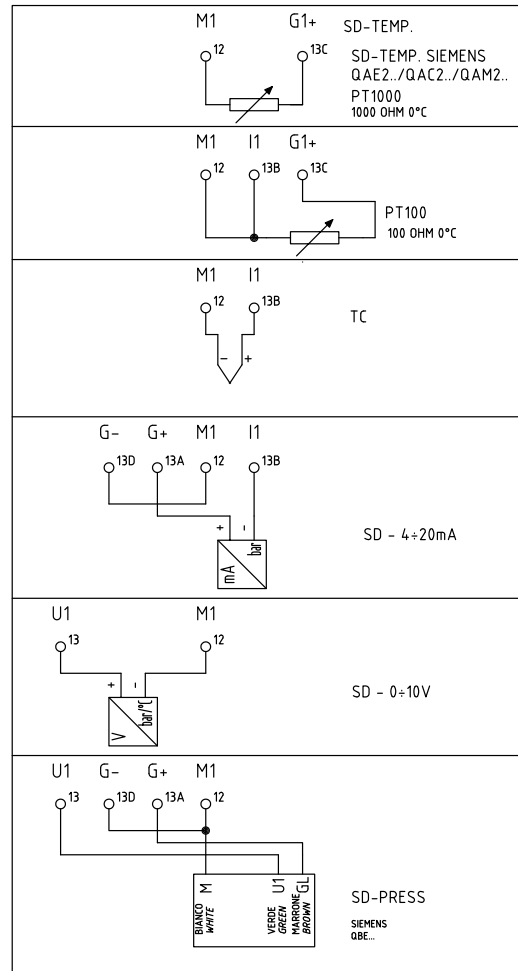 M1 G1+ SD-TEMP.
12 13C SD-TEMP. SIEMENS
QAE2../QAC2../QAM2..
PT1000
1000 OHM 0°C
M1 I1 G1+
12 13B 13C
PT100
100 OHM 0°C
M1 I1
12 13B
TC
- +
G- G+ M1 I1
13D 13A 12 13B
+ -
SD - 4÷20mA
mA bar
U1 M1
13 12
+ -
SD - 0÷10V
V bar/°C
U1 G- G+ M1
13 13D 13A 12
M U1 GL
BIANCO
WHITE
VERDE
GREEN
MARRONE
BROWN
SD-PRESS
SIEMENS
QBE...